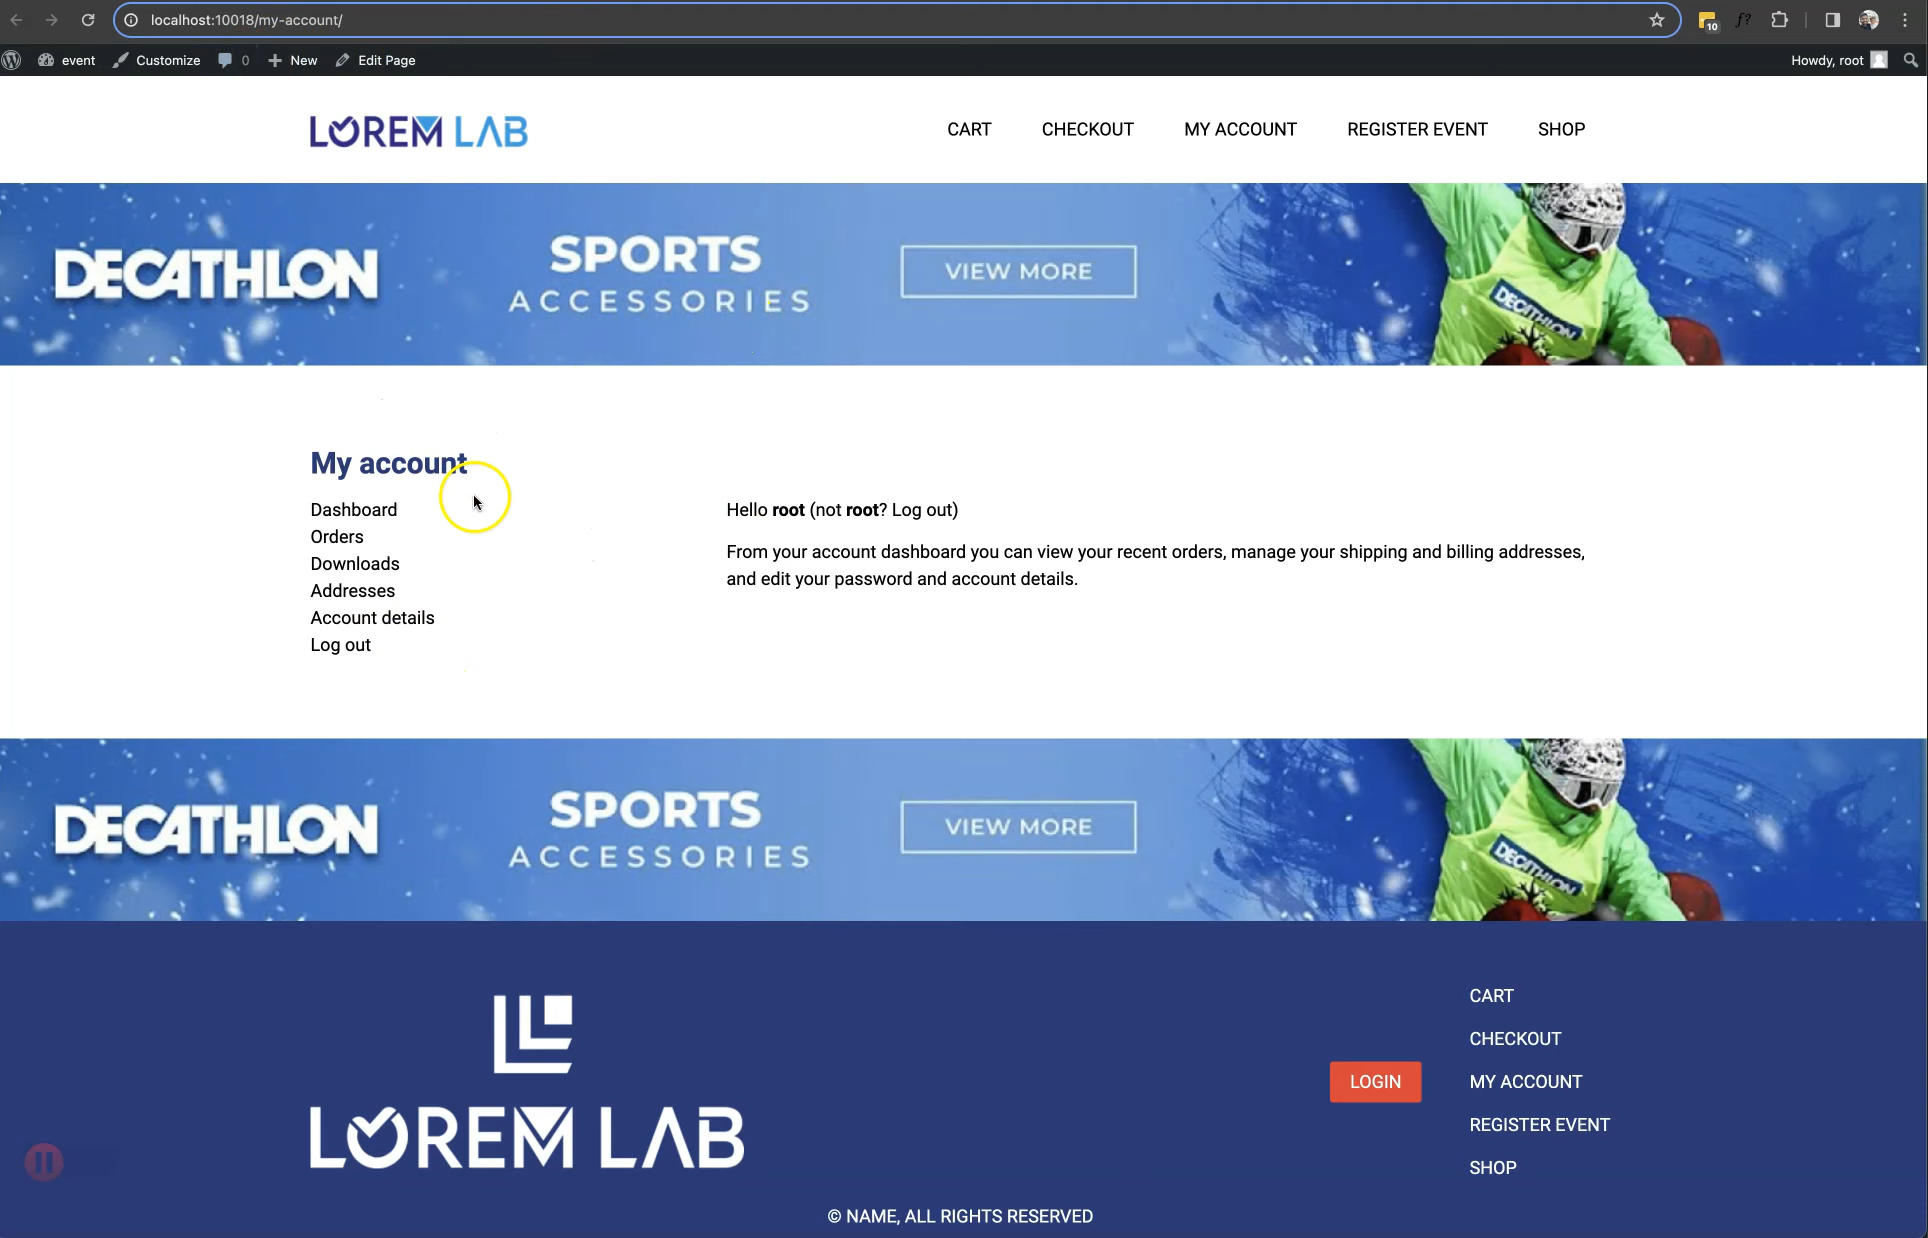 localhost:10018/my-account/
10
f?
event Customize 0 New Edit Page Howdy, root
LOREM LAB CART CHECKOUT MY ACCOUNT REGISTER EVENT SHOP
DECATHLON SPORTS ACCESSORIES VIEW MORE DECATHLON
My account
Dashboard
Orders
Downloads
Addresses
Account details
Log out
Hello root (not root? Log out)
From your account dashboard you can view your recent orders, manage your shipping and billing addresses,
and edit your password and account details.
DECATHLON SPORTS ACCESSORIES VIEW MORE DECATHLON
LOREM LAB
LOGIN
CART
CHECKOUT
MY ACCOUNT
REGISTER EVENT
SHOP
© NAME, ALL RIGHTS RESERVED